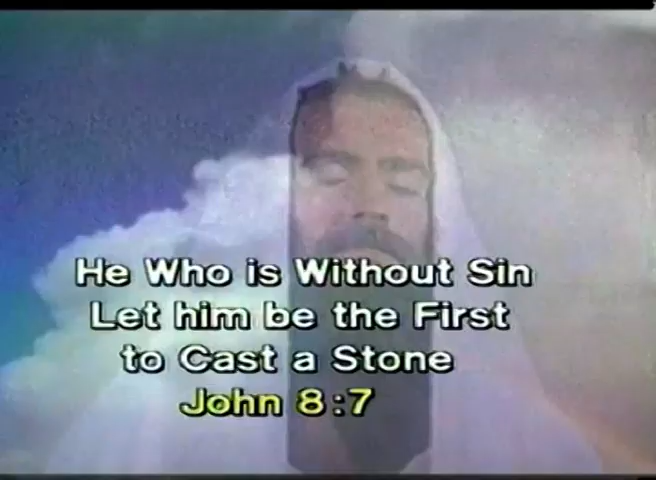 He Who is Without Sin
Let him be the First
to Cast a Stone
John 8:7